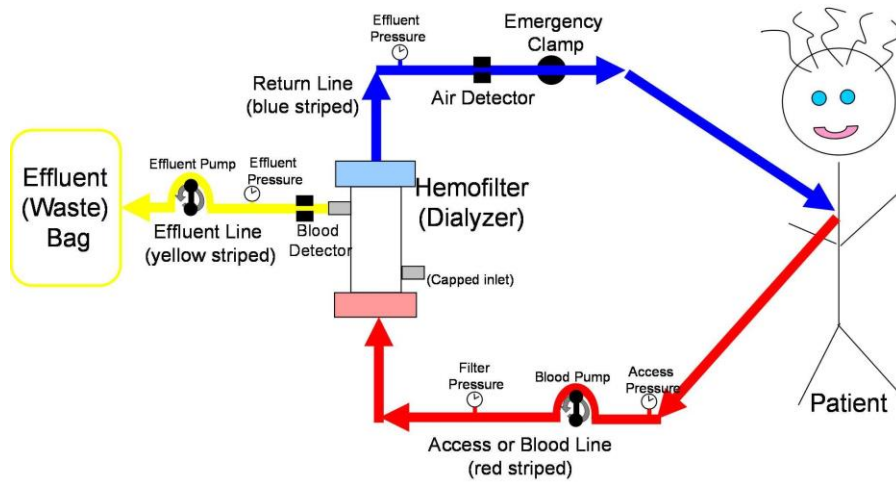 Effluent
Pressure
Emergency
Clamp
Return Line
(blue striped)
Air Detector
Effluent Pump
Effluent
Pressure
Effluent
(Waste)
Bag
Hemofilter
(Dialyzer)
Effluent Line
(yellow striped)
Blood
Detector
(Capped inlet)
Filter
Pressure
Blood Pump
Access
Pressure
Patient
Access or Blood Line
(red striped)